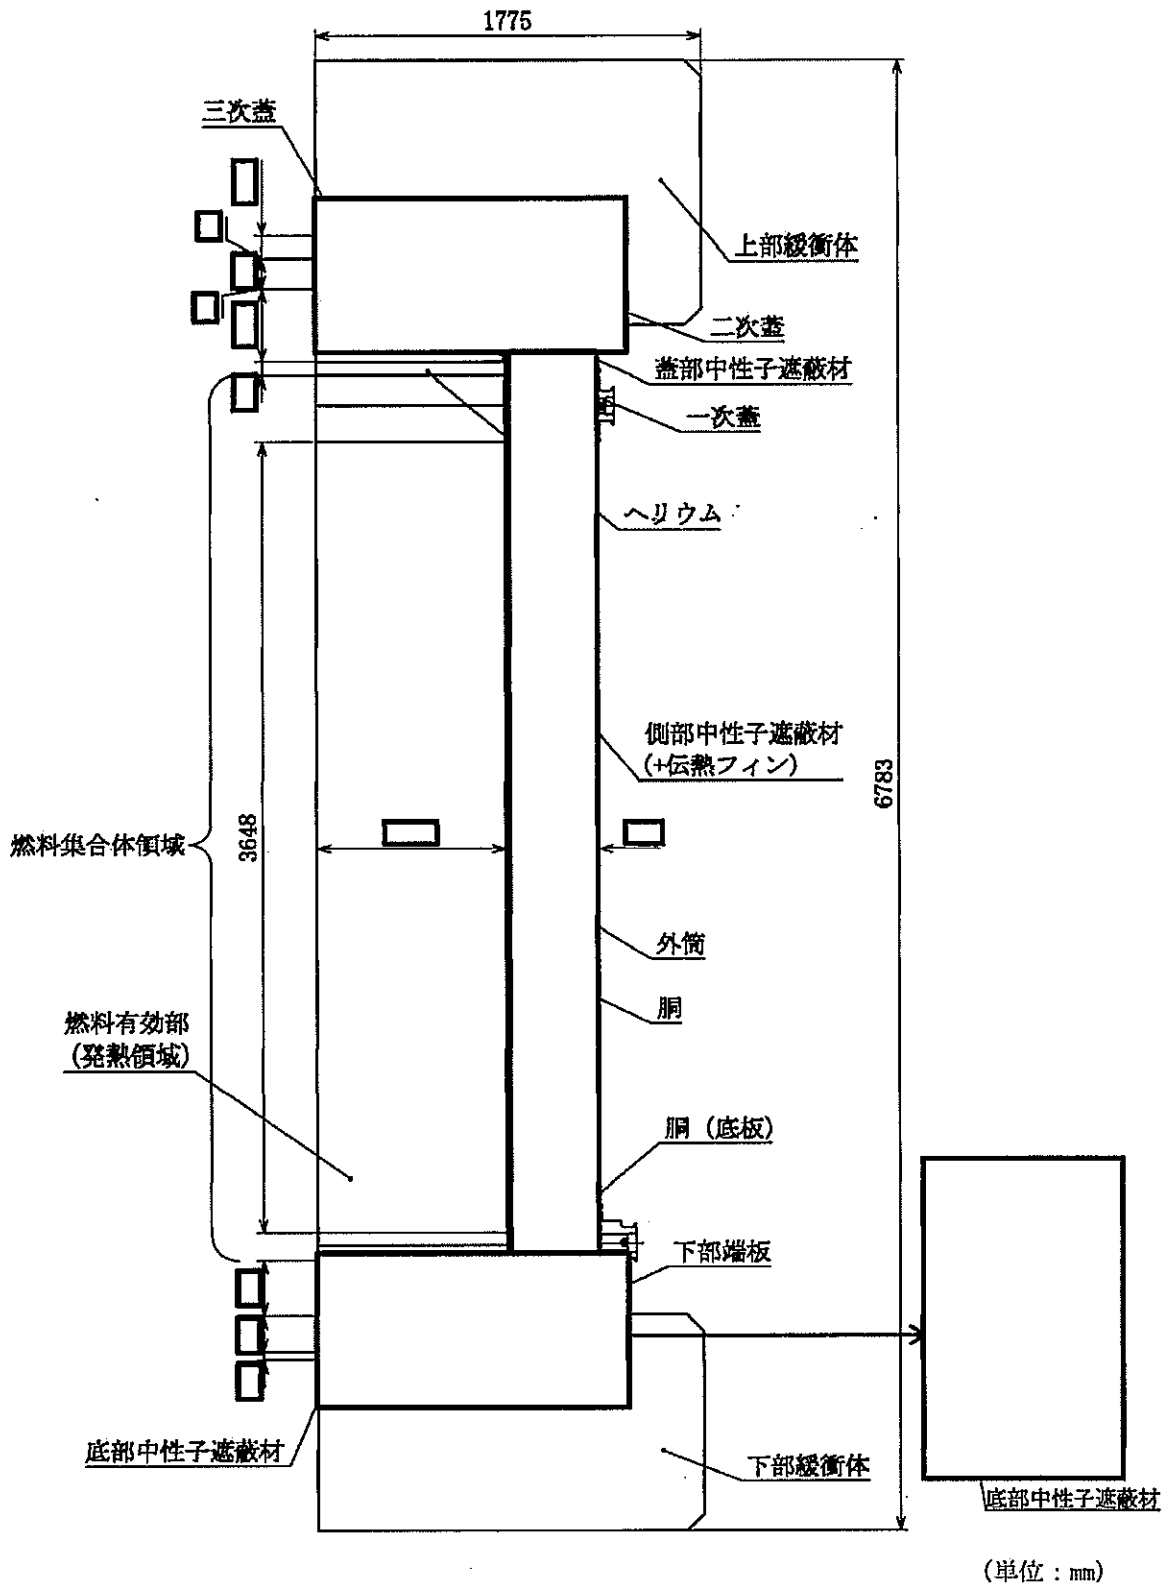 1775
三次蓋
上部緩衝体
二次蓋
蓋部中性子遮蔽材
一次蓋
ヘリウム
側部中性子遮蔽材
(+伝熱フィン)
6783
3648
燃料集合体領域
外筒
胴
燃料有効部
(発熱領域)
胴（底板）
下部端板
底部中性子遮蔽材
下部緩衝体
底部中性子遮蔽材
(単位：mm)